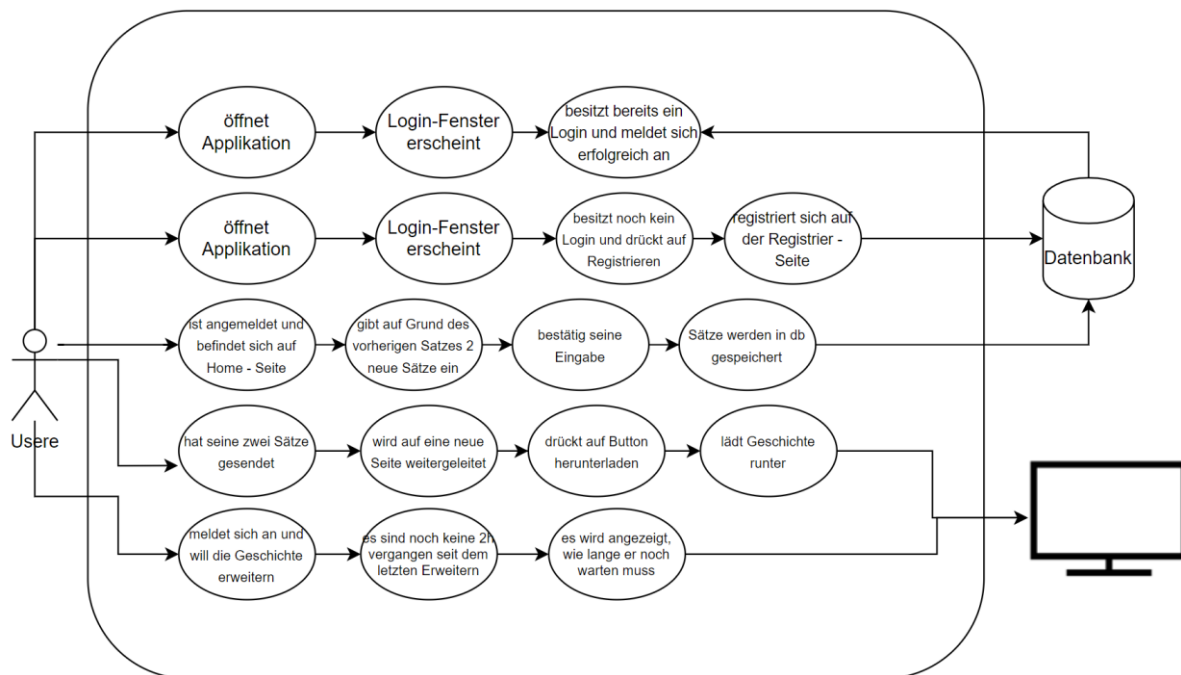 öffnet
Applikation
Login-Fenster
erscheint
besitzt bereits ein
Login und meldet sich
erfolgreich an
öffnet
Applikation
Login-Fenster
erscheint
besitzt noch kein
Login und drückt auf
Registrieren
registriert sich auf
der Registrier -
Seite
Datenbank
ist angemeldet und
befindet sich auf
Home - Seite
gibt auf Grund des
vorherigen Satzes 2
neue Sätze ein
bestätig seine
Eingabe
Sätze werden in db
gespeichert
Usere
hat seine zwei Sätze
gesendet
wird auf eine neue
Seite weitergeleitet
drückt auf Button
herunterladen
lädt Geschichte
runter
meldet sich an und
will die Geschichte
erweitern
es sind noch keine 2h
vergangen seit dem
letzten Erweitern
es wird angezeigt,
wie lange er noch
warten muss